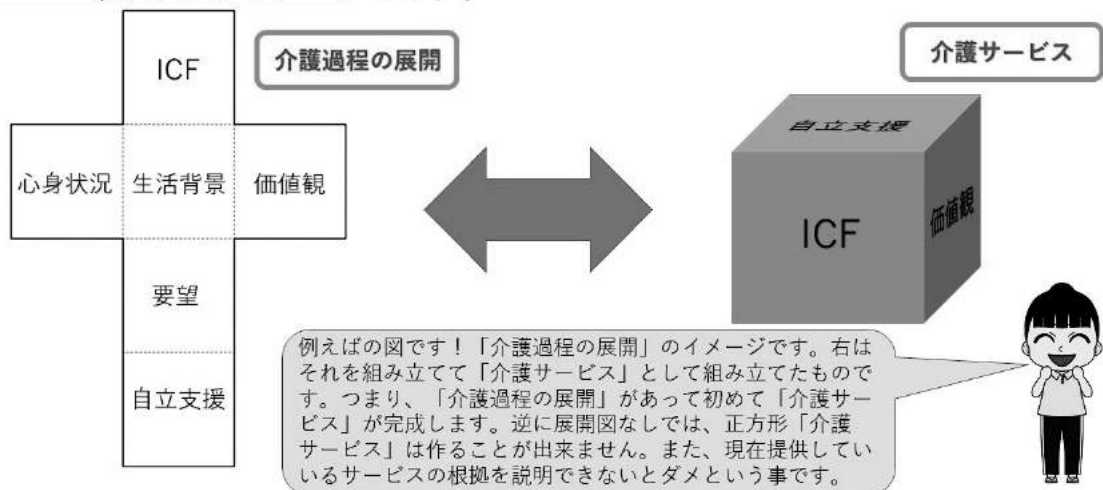 介護過程の展開
介護サービス
ICF
心身状況
生活背景
価値観
要望
自立支援
自立支援
ICF
価値観
例えばの図です！「介護過程の展開」のイメージです。右は
それを組み立てて「介護サービス」として組み立てたもので
す。つまり、「介護過程の展開」があって初めて「介護サー
ビス」が完成します。逆に展開図なしでは、正方形「介護
サービス」は作ることが出来ません。また、現在提供してい
いるサービスの根拠を説明できないとダメという事です。